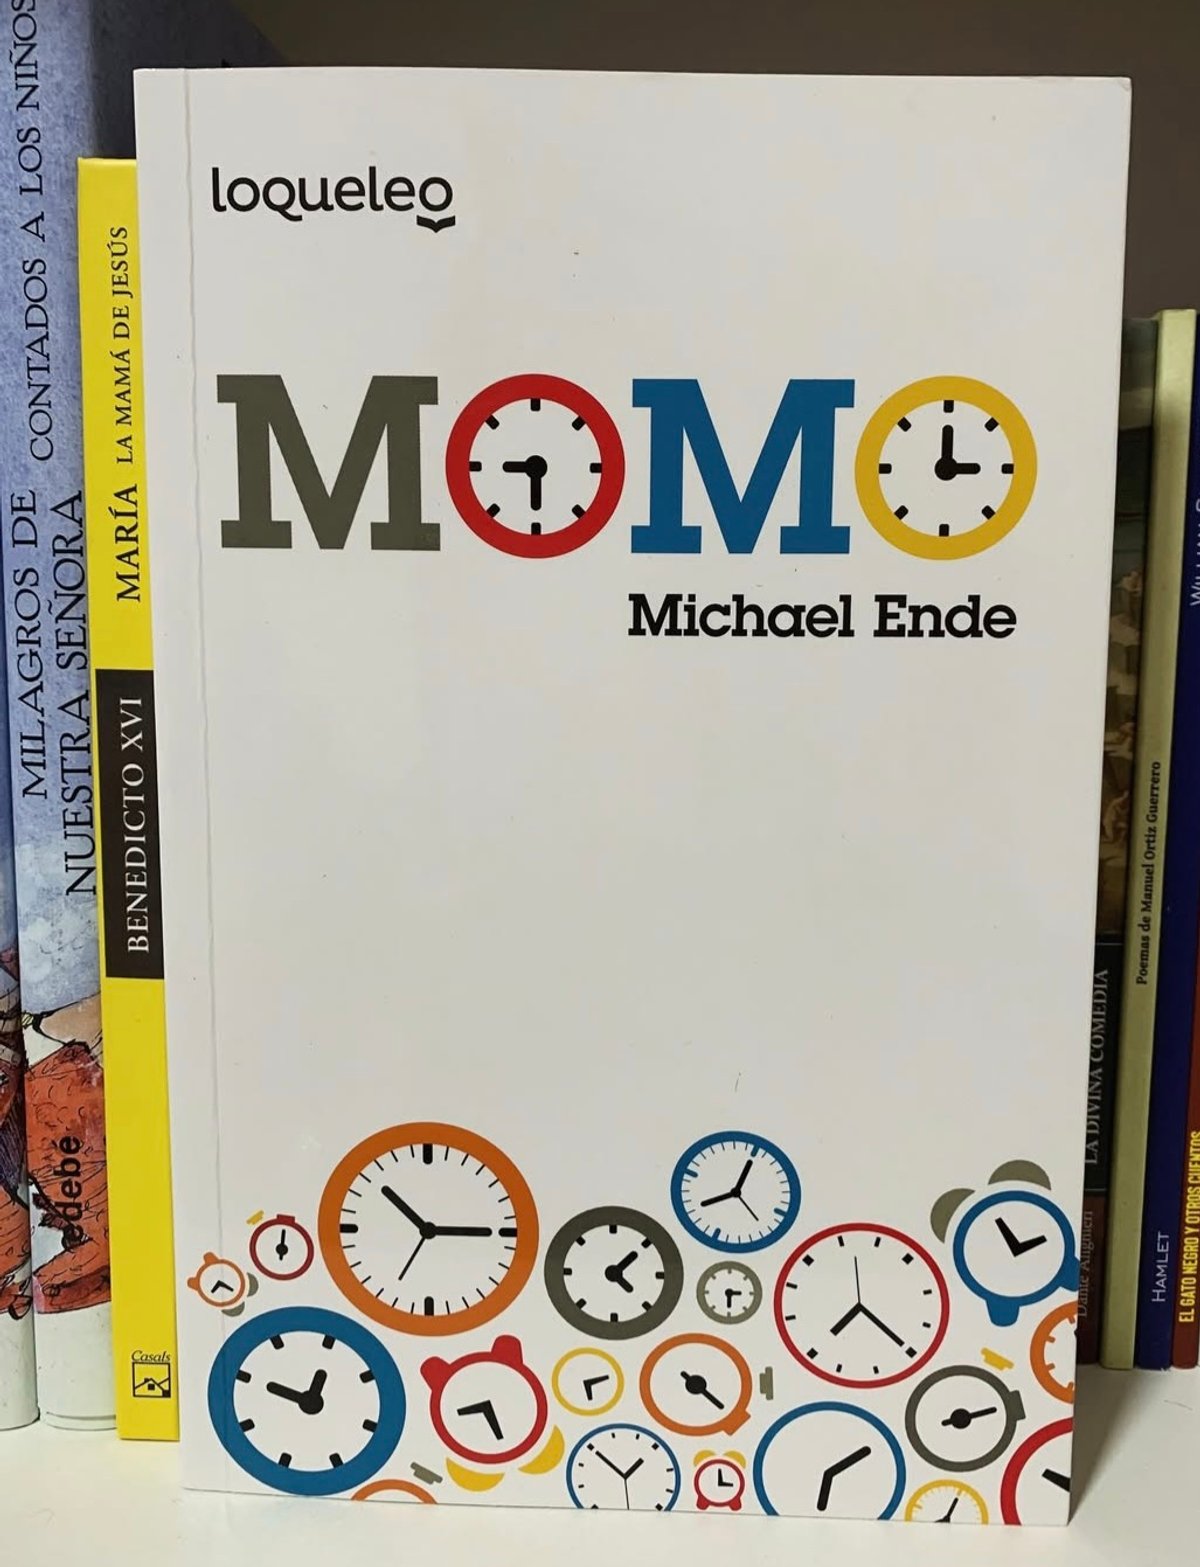 MILAGROS DE
NUESTRA SEÑORA
CONTADOS A LOS NIÑOS
edebé
MARÍA LA MAMÁ DE JESÚS
BENEDICTO XVI
Casals
loqueleo
MOMO
Michael Ende
LA DIVINA COMEDIA
Dante Alighieri
Poemas de Manuel Ortiz Guerrero
HAMLET
EL GATO NEGRO Y OTROS CUENTOS